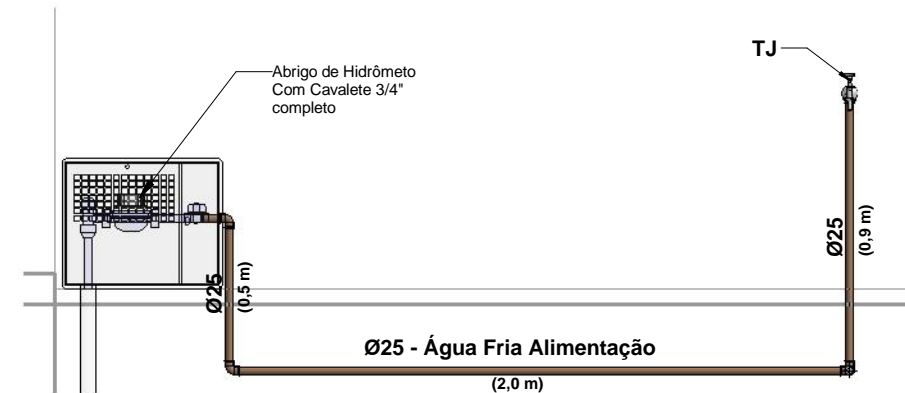 TJ
Abrigo de Hidrômeto
Com Cavalete 3/4"
completo
Ø25
(0,5 m)
Ø25
(0,9 m)
Ø25 - Água Fria Alimentação
(2,0 m)